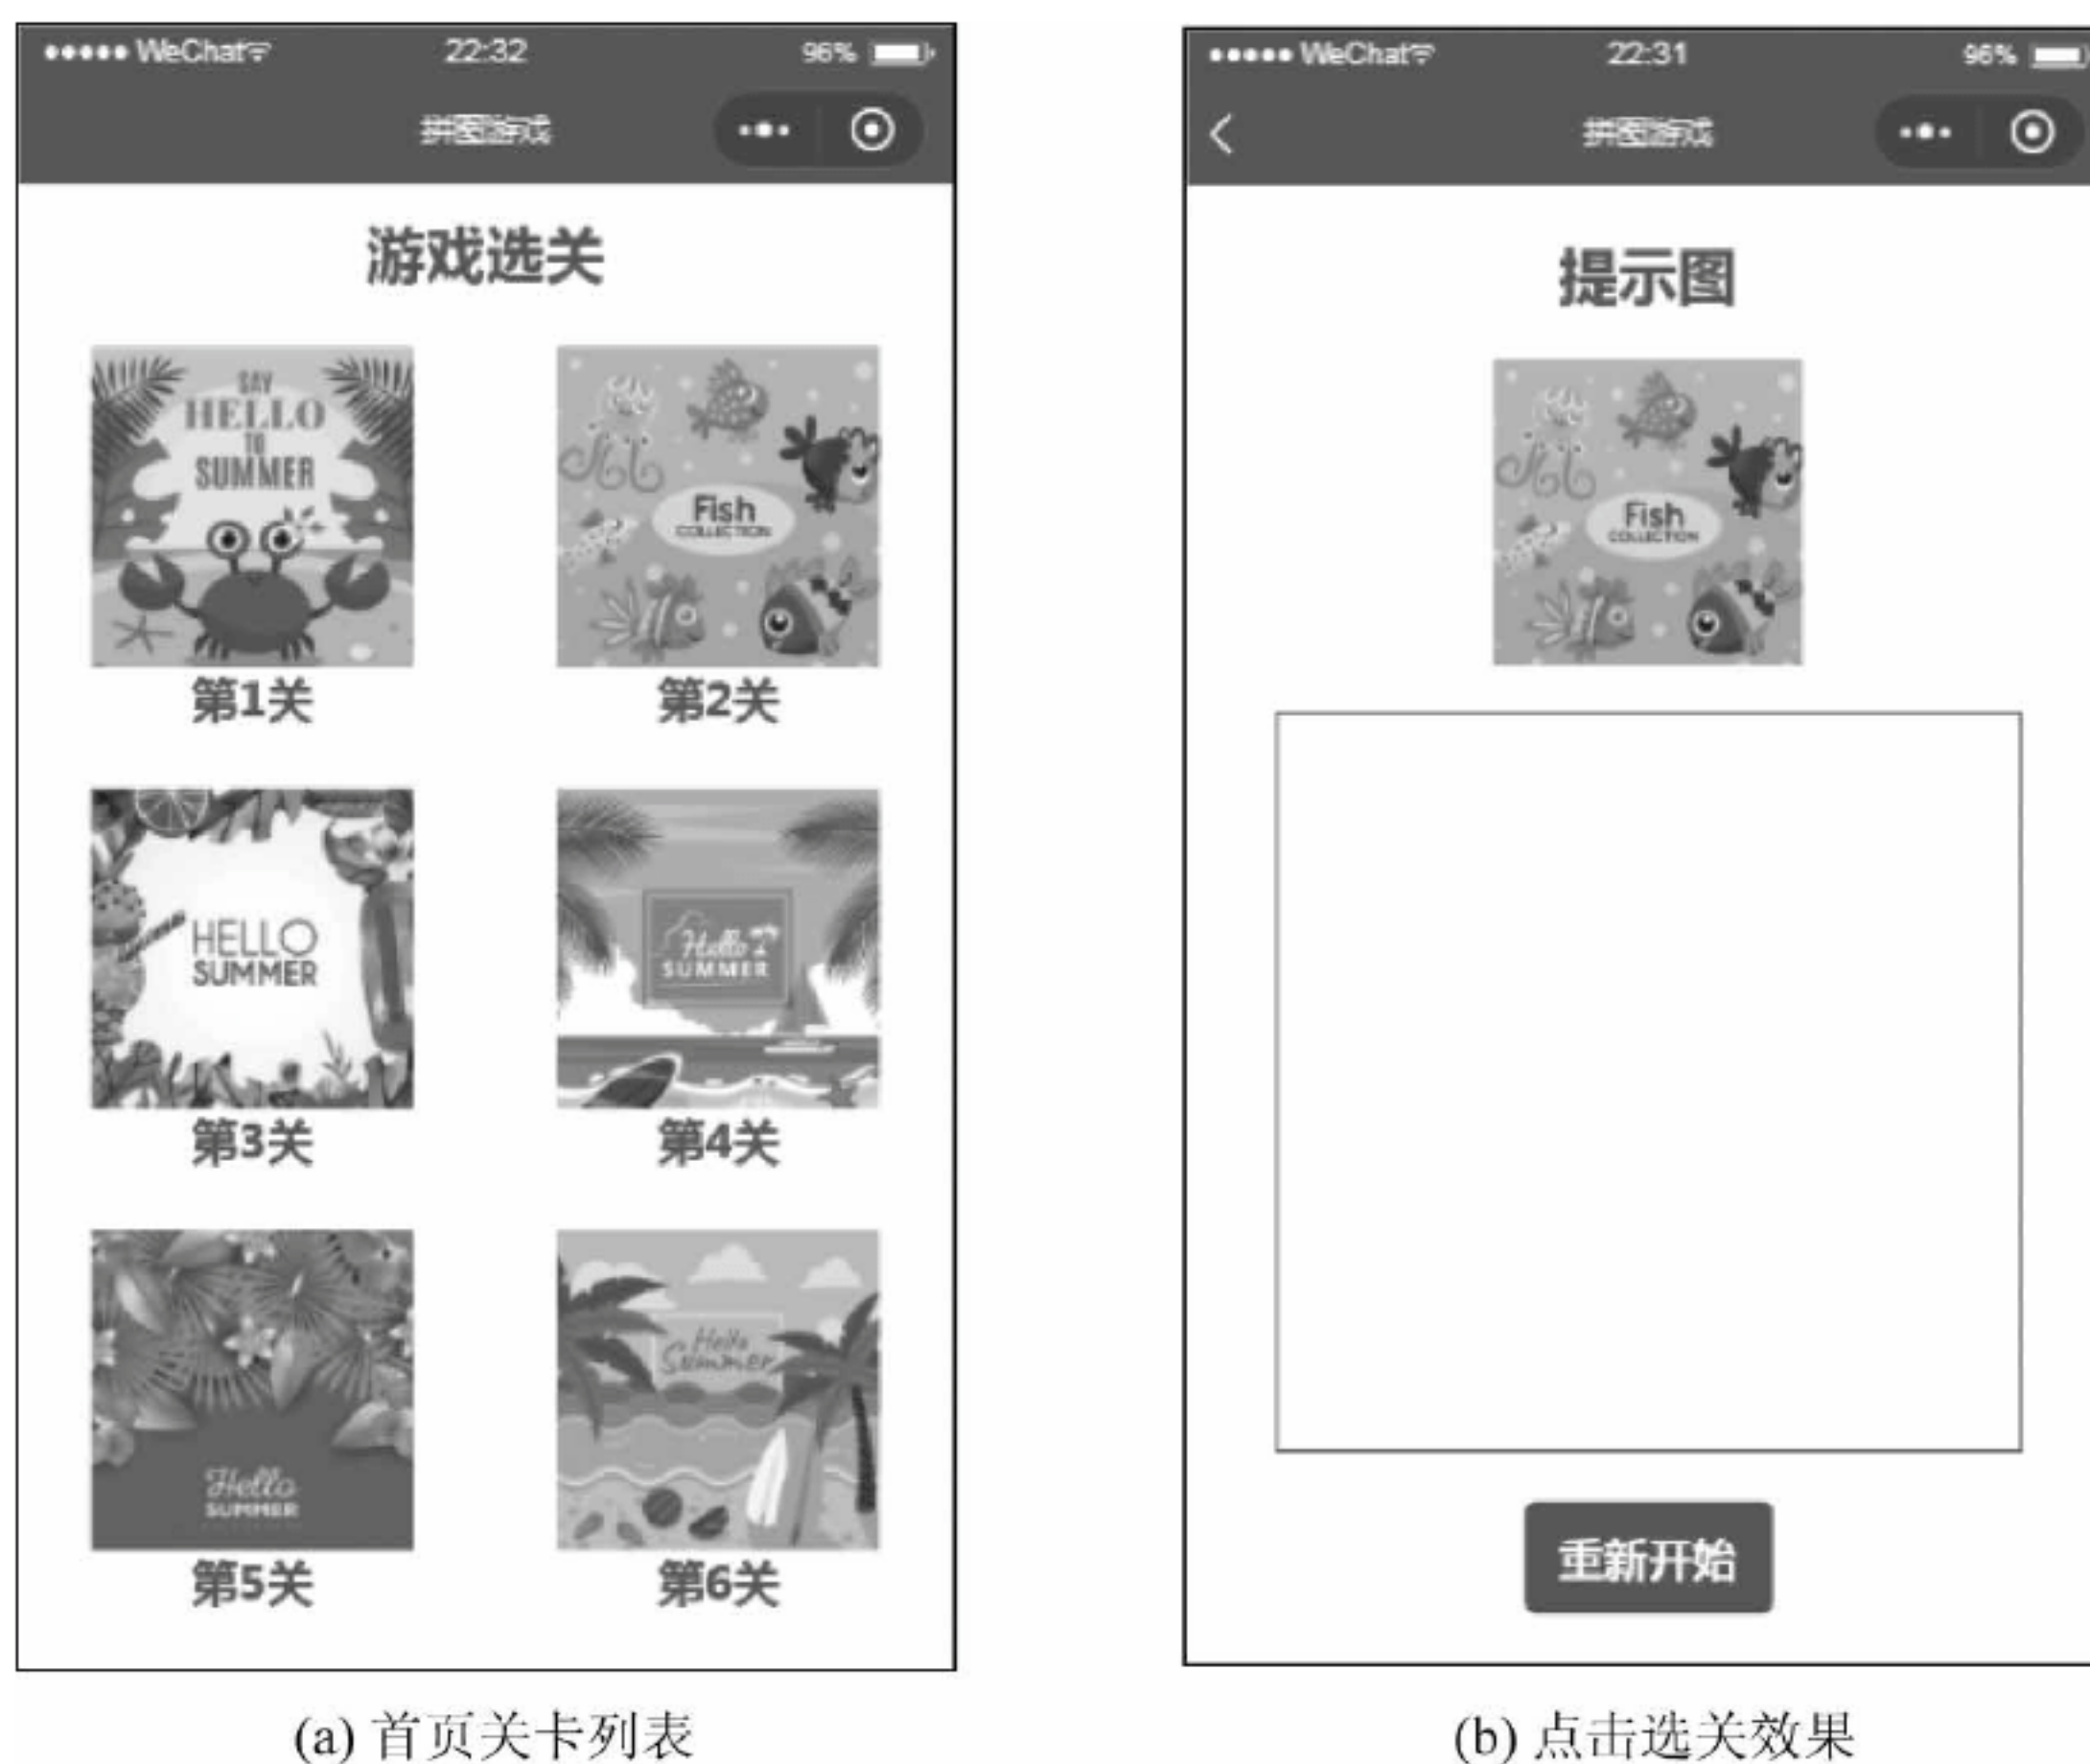 WeChat 22:32 96%
拼图游戏
游戏选关
SAY
HELLO
TO
SUMMER
第1关
Fish
COLLECTION
第2关
HELLO
SUMMER
第3关
Hello
SUMMER
第4关
Hello
SUMMER
第5关
Hello
Summer
第6关
(a) 首页关卡列表
WeChat 22:31 96%
拼图游戏
提示图
Fish
COLLECTION
重新开始
(b) 点击选关效果